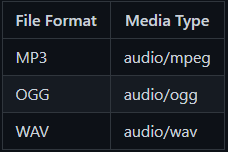 File Format Media Type
MP3 audio/mpeg
OGG audio/ogg
WAV audio/wav